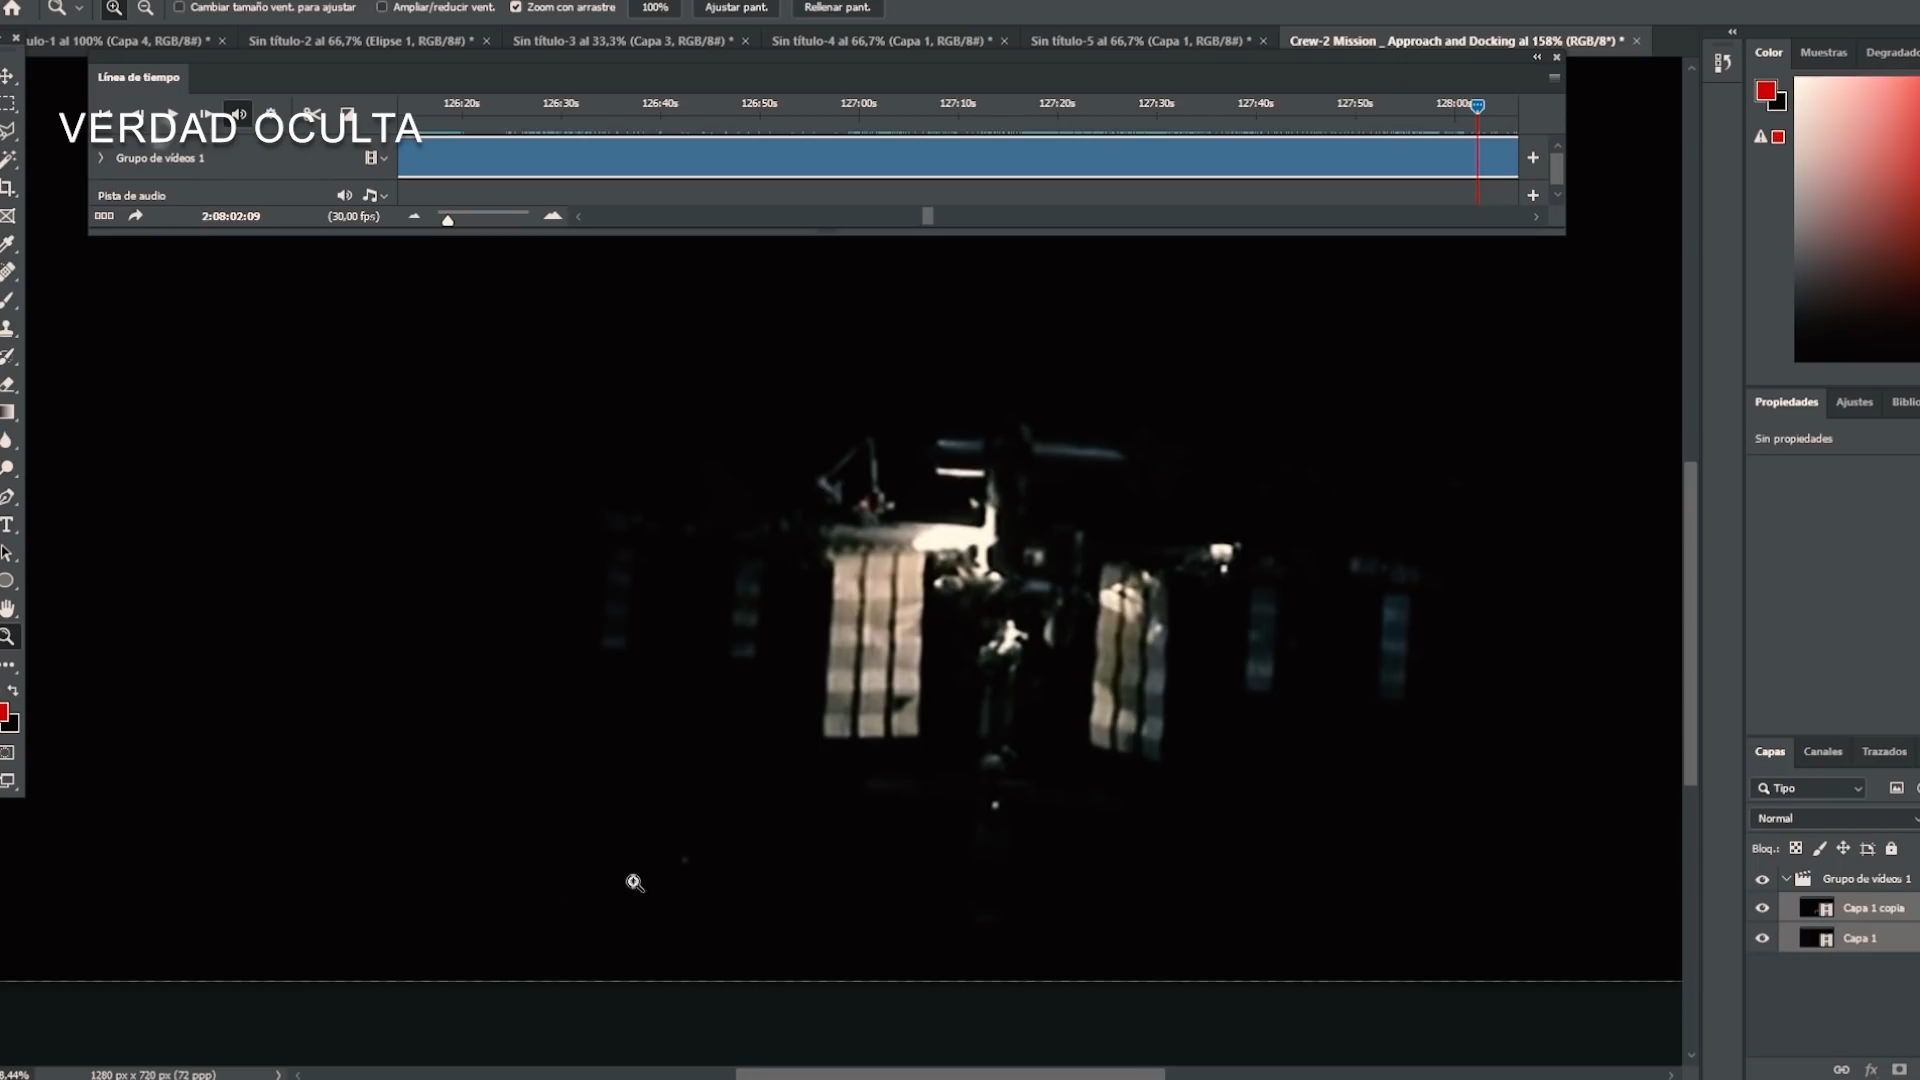 Cambiar tamaño vent. para ajustar
Ampliar/reducir vent.
Zoom con arrastre
100%
Ajustar pant.
Rellenar pant.
ulo-1 al 100% (Capa 4, RGB/8#) *
Sin título-2 al 66,7% (Elipse 1, RGB/8#) *
Sin título-3 al 33,3% (Capa 3, RGB/8#) *
Sin título-4 al 66,7% (Capa 1, RGB/8#) *
Sin título-5 al 66,7% (Capa 1, RGB/8#) *
Crew-2 Mission _ Approach and Docking al 158% (RGB/8*) *
Color
Muestras
Degradado
Línea de tiempo
126:20s
126:30s
126:40s
126:50s
127:00s
127:10s
127:20s
127:30s
127:40s
127:50s
128:00s
VERDAD OCULTA
Grupo de vídeos 1
Pista de audio
2:08:02:09
(30,00 fps)
Propiedades
Ajustes
Biblio
Sin propiedades
Capas
Canales
Trazados
Tipo
Normal
Bloq.:
Grupo de vídeos 1
Capa 1 copia
Capa 1
fx
8.44%
1280 px x 720 px (72 ppp)